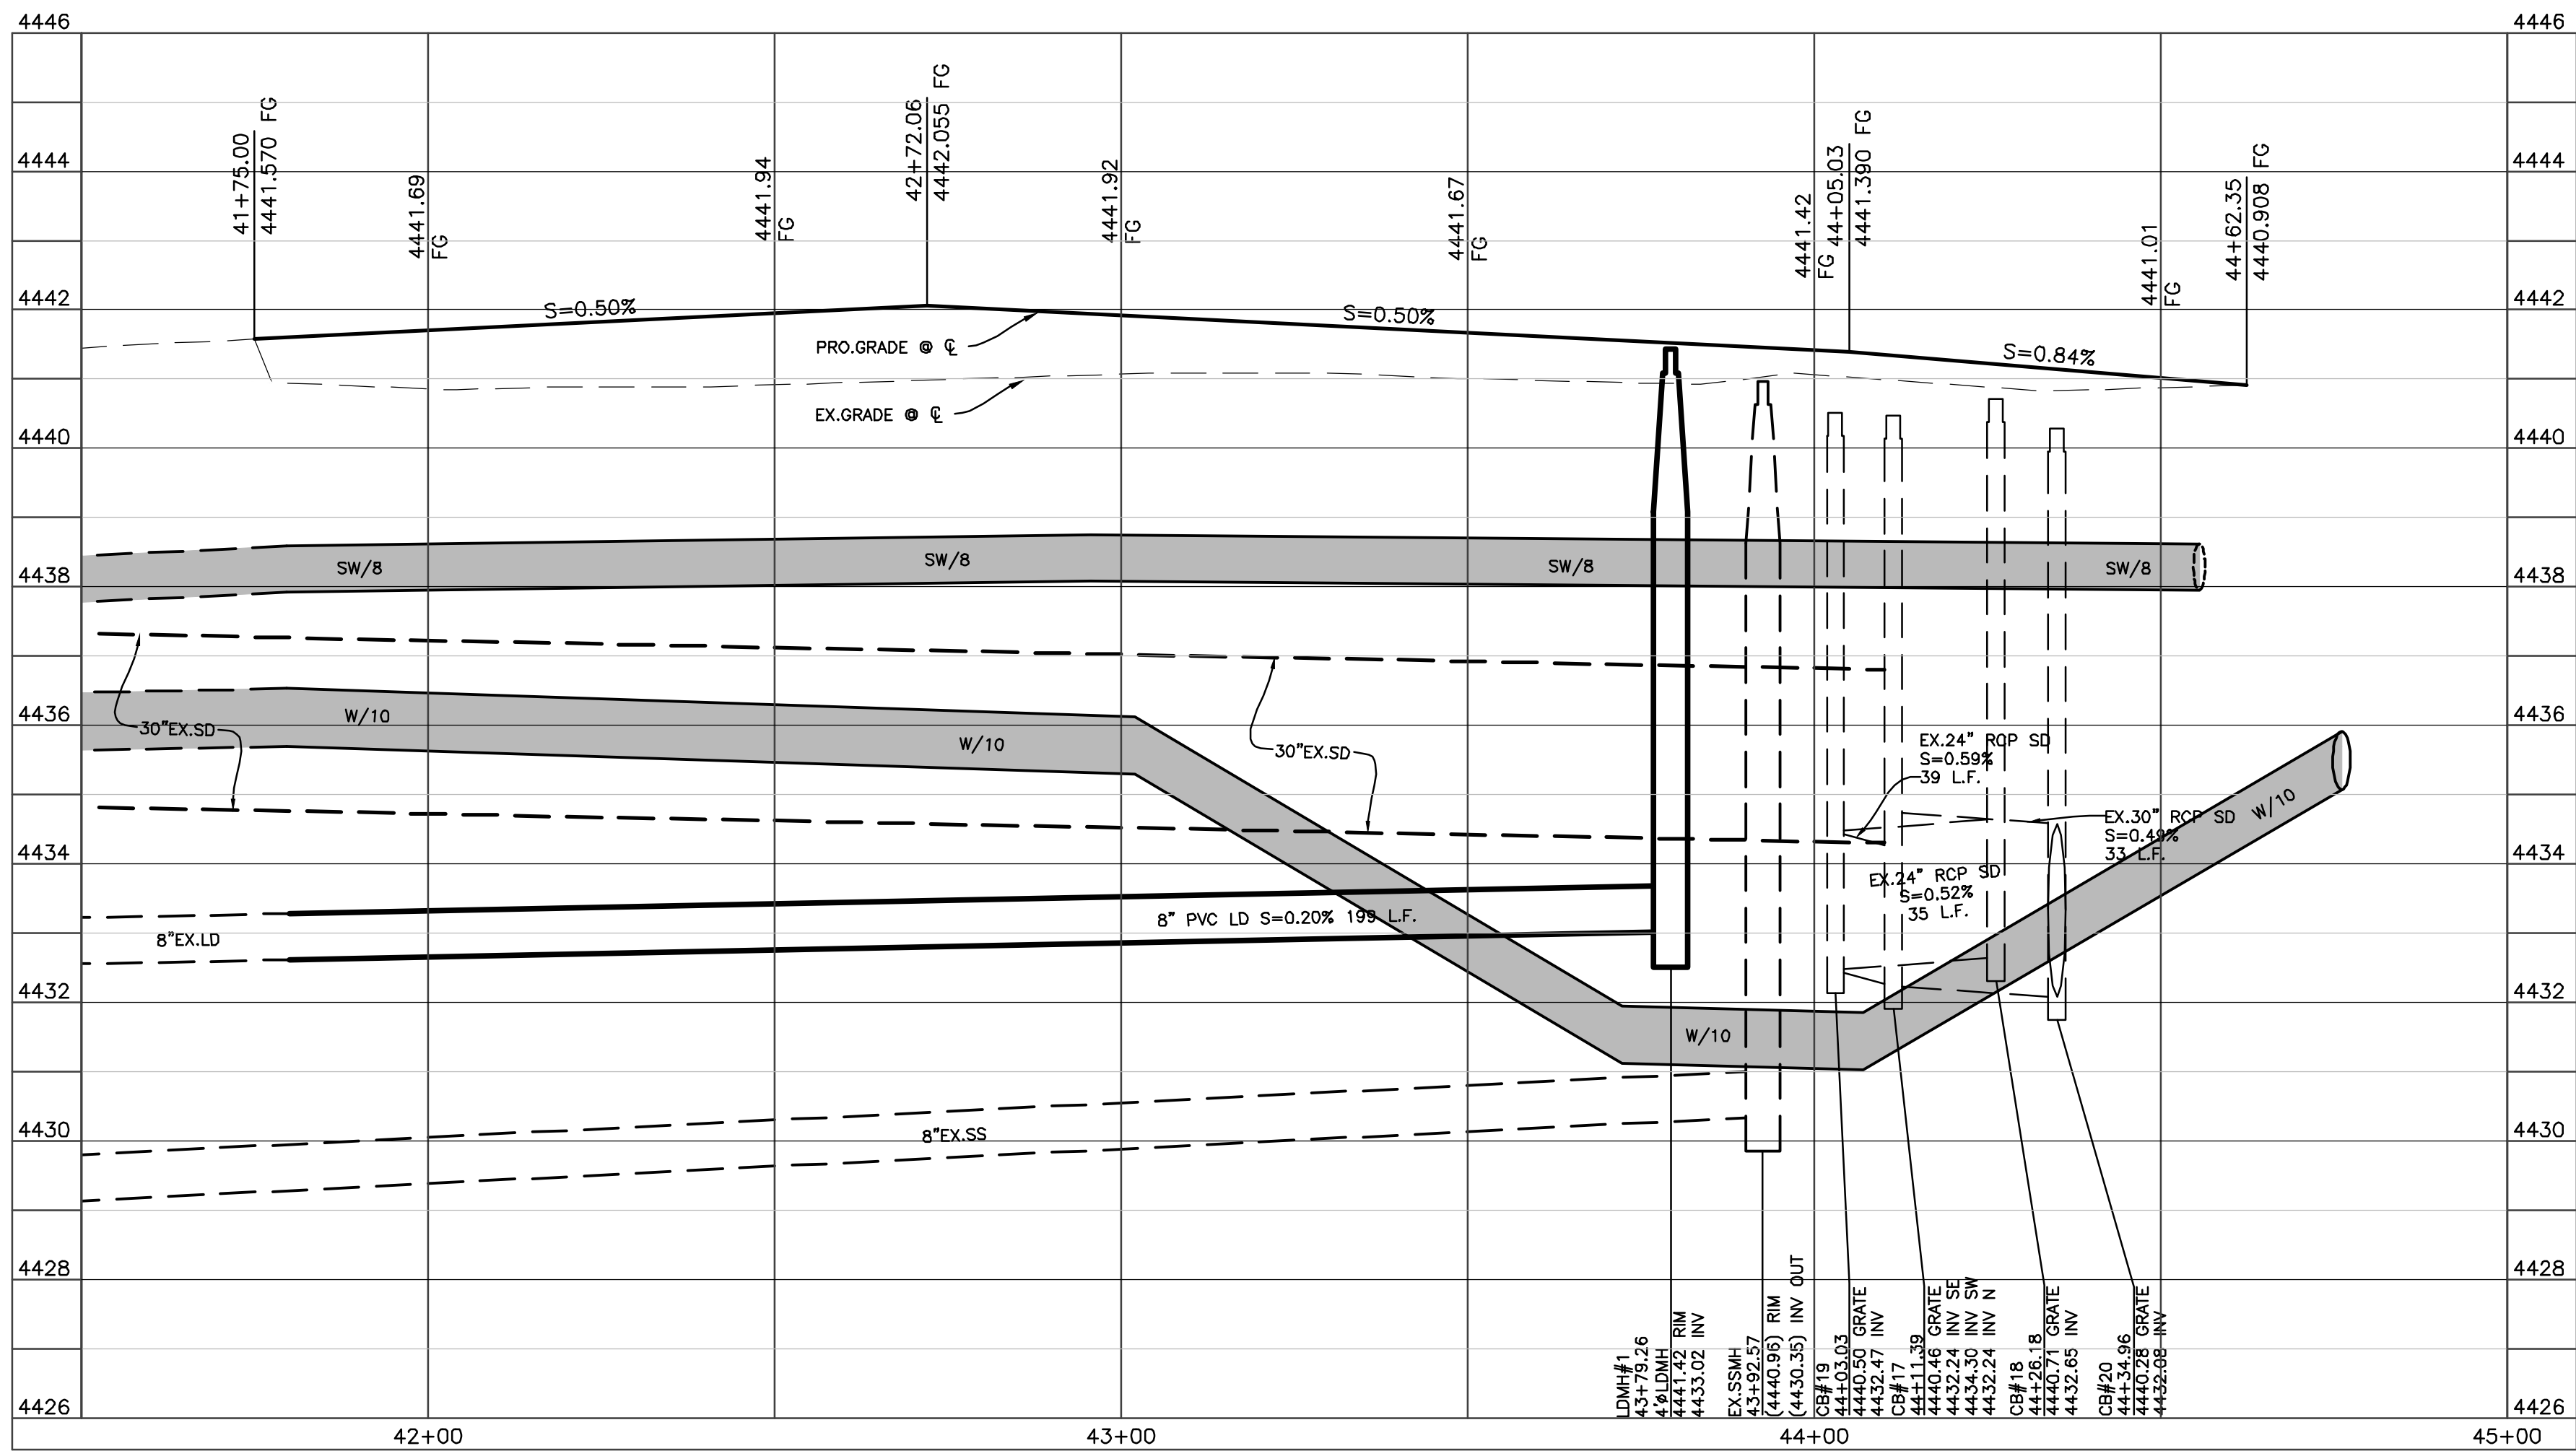 4446
4446
4444
4444
4442
4442
4440
4440
4438
4438
4436
4436
4434
4434
4432
4432
4430
4430
4428
4428
4426
4426
41+75.00
4441.570 FG
4441.69
FG
4441.94
FG
42+72.06
4442.055 FG
4441.92
FG
4441.67
FG
4441.42
FG
44+05.03
4441.390 FG
4441.01
FG
44+62.35
4440.908 FG
S=0.50%
S=0.50%
S=0.84%
PRO.GRADE @ ℄
EX.GRADE @ ℄
SW/8
SW/8
SW/8
SW/8
W/10
W/10
W/10
W/10
30"EX.SD
30"EX.SD
EX.24" RCP SD
S=0.59%
39 L.F.
EX.30" RCP SD
S=0.49%
33 L.F.
EX.24" RCP SD
S=0.52%
35 L.F.
8" PVC LD S=0.20% 199 L.F.
8"EX.LD
8"EX.SS
LDMH#1
43+79.26
4'ØLDMH
4441.42 RIM
4433.02 INV
EX.SSMH
43+92.57
(4440.96) RIM
(4430.35) INV OUT
CB#19
44+03.03
4440.50 GRATE
4432.47 INV
CB#17
44+11.39
4440.46 GRATE
4432.24 INV SE
4434.30 INV SW
4432.24 INV N
CB#18
44+26.18
4440.71 GRATE
4432.65 INV
CB#20
44+34.96
4440.28 GRATE
4432.08 INV
42+00
43+00
44+00
45+00